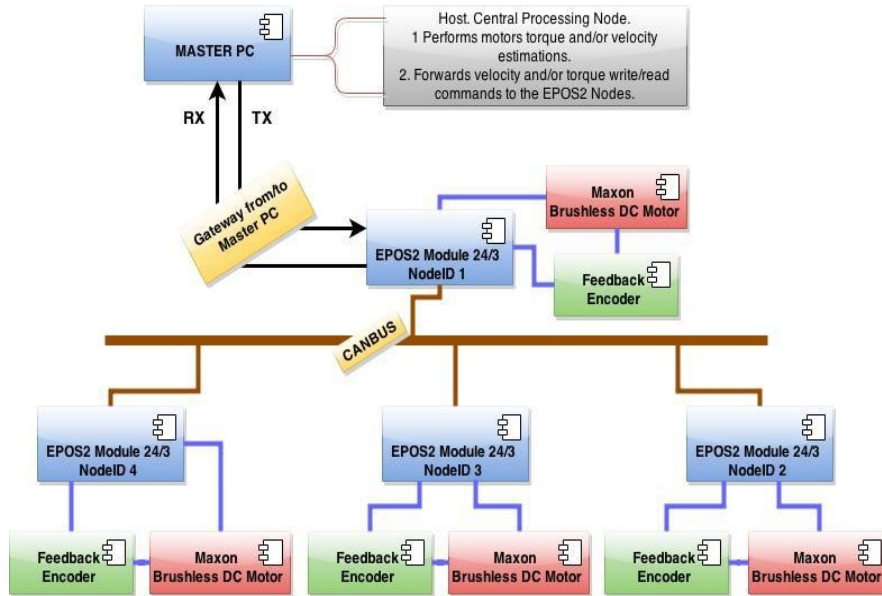 MASTER PC
Host. Central Processing Node.
1 Performs motors torque and/or velocity
estimations.
2. Forwards velocity and/or torque write/read
commands to the EPOS2 Nodes.
RX
TX
Gateway from/to
Master PC
EPOS2 Module 24/3
NodeID 1
Maxon
Brushless DC Motor
Feedback
Encoder
CANBUS
EPOS2 Module 24/3
NodeID 4
EPOS2 Module 24/3
NodeID 3
EPOS2 Module 24/3
NodeID 2
Feedback
Encoder
Maxon
Brushless DC Motor
Feedback
Encoder
Maxon
Brushless DC Motor
Feedback
Encoder
Maxon
Brushless DC Motor